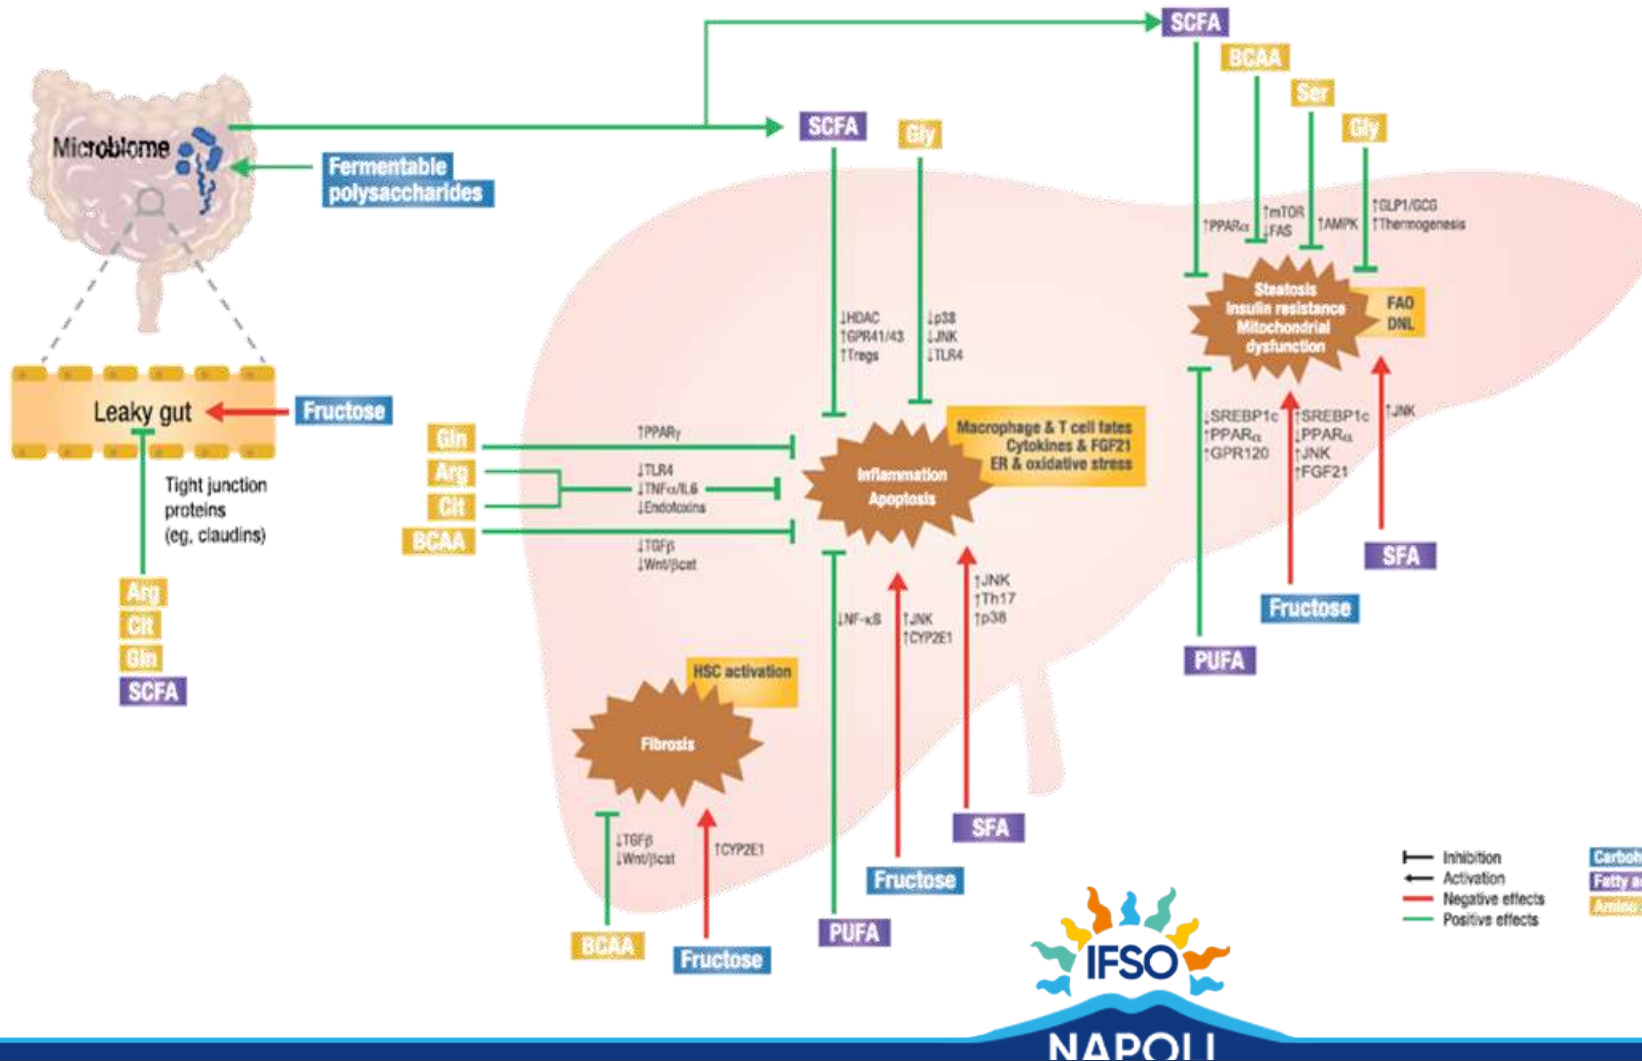 SCFA
BCAA
Ser
Gly
SCFA
Gly
Microbiome
Fermentable
polysaccharides
↑PPARα
↑mTOR
↓FAS
↑AMPK
↑GLP1/GCG
↑Thermogenesis
Steatosis
Insulin resistance
Mitochondrial
dysfunction
FAO
DNL
↓HDAC
↑GPR41/43
↑Tregs
↓p38
↓JNK
↓TLR4
Leaky gut
Fructose
Tight junction
proteins
(eg, claudins)
Arg
Cit
Gln
SCFA
Gln
Arg
Cit
BCAA
↑PPARγ
↓TLR4
↓TNFα/IL6
↓Endotoxins
↓TGFβ
↓Wnt/βcat
Macrophage & T cell fates
Cytokines & FGF21
ER & oxidative stress
Inflammation
Apoptosis
↓SREBP1c
↑PPARα
↑GPR120
↑SREBP1c
↓PPARα
↑JNK
↑FGF21
↑JNK
SFA
Fructose
PUFA
↓NF-κB
↑JNK
↑CYP2E1
↑JNK
↑Th17
↑p38
HSC activation
Fibrosis
↓TGFβ
↓Wnt/βcat
↑CYP2E1
BCAA
Fructose
PUFA
Fructose
SFA
Inhibition
Activation
Negative effects
Positive effects
Carboh
Fatty as
Amino
IFSO
NAPOLI